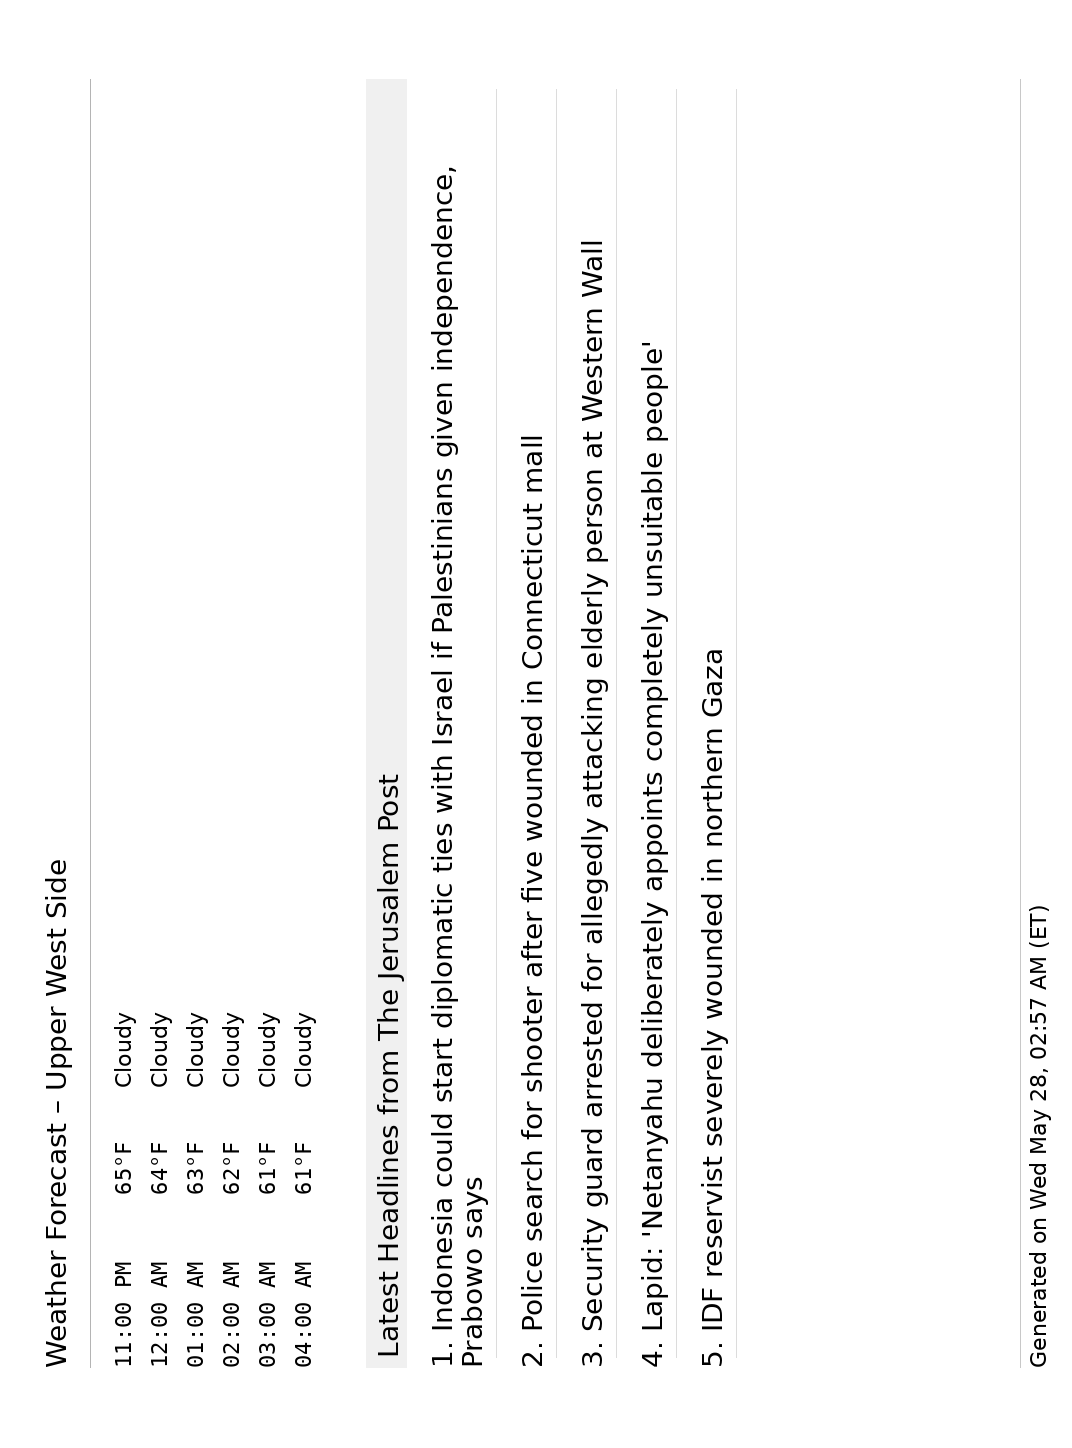 Weather Forecast – Upper West Side
11:00 PM 65°F Cloudy
12:00 AM 64°F Cloudy
01:00 AM 63°F Cloudy
02:00 AM 62°F Cloudy
03:00 AM 61°F Cloudy
04:00 AM 61°F Cloudy
Latest Headlines from The Jerusalem Post
1. Indonesia could start diplomatic ties with Israel if Palestinians given independence,
Prabowo says
2. Police search for shooter after five wounded in Connecticut mall
3. Security guard arrested for allegedly attacking elderly person at Western Wall
4. Lapid: 'Netanyahu deliberately appoints completely unsuitable people'
5. IDF reservist severely wounded in northern Gaza
Generated on Wed May 28, 02:57 AM (ET)